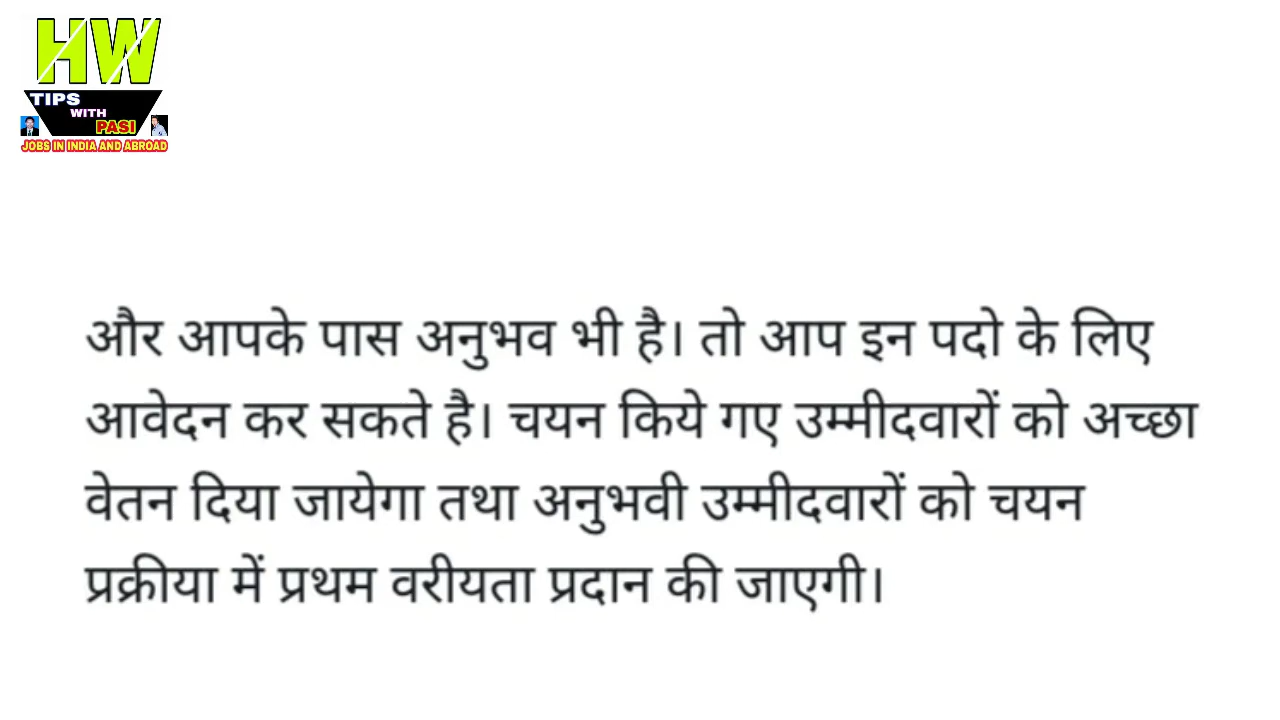 HW
TIPS
WITH
PASI
JOBS IN INDIA AND ABROAD
और आपके पास अनुभव भी है। तो आप इन पदो के लिए
आवेदन कर सकते है। चयन किये गए उम्मीदवारों को अच्छा
वेतन दिया जायेगा तथा अनुभवी उम्मीदवारों को चयन
प्रक्रीया में प्रथम वरीयता प्रदान की जाएगी।